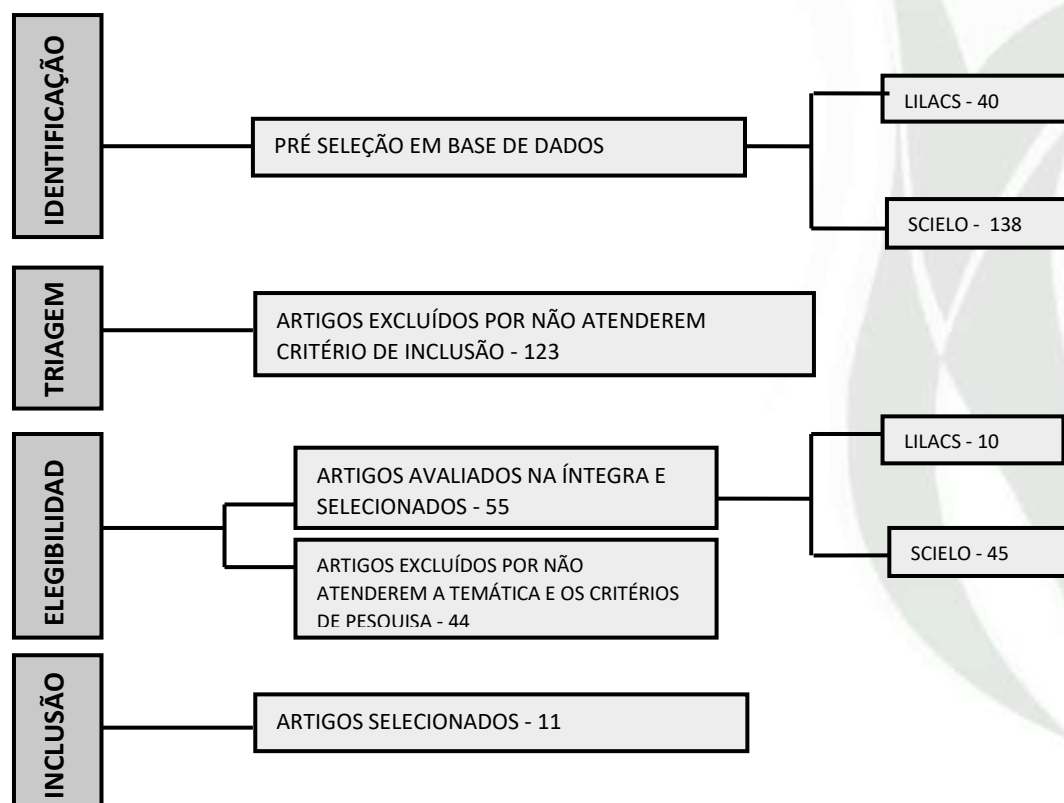 IDENTIFICAÇÃO
PRÉ SELEÇÃO EM BASE DE DADOS
LILACS - 40
SCIELO - 138
TRIAGEM
ARTIGOS EXCLUÍDOS POR NÃO ATENDEREM
CRITÉRIO DE INCLUSÃO - 123
ELEGIBILIDAD
ARTIGOS AVALIADOS NA ÍNTEGRA E
SELECIONADOS - 55
LILACS - 10
SCIELO - 45
ARTIGOS EXCLUÍDOS POR NÃO
ATENDEREM A TEMÁTICA E OS CRITÉRIOS
DE PESQUISA - 44
INCLUSÃO
ARTIGOS SELECIONADOS - 11